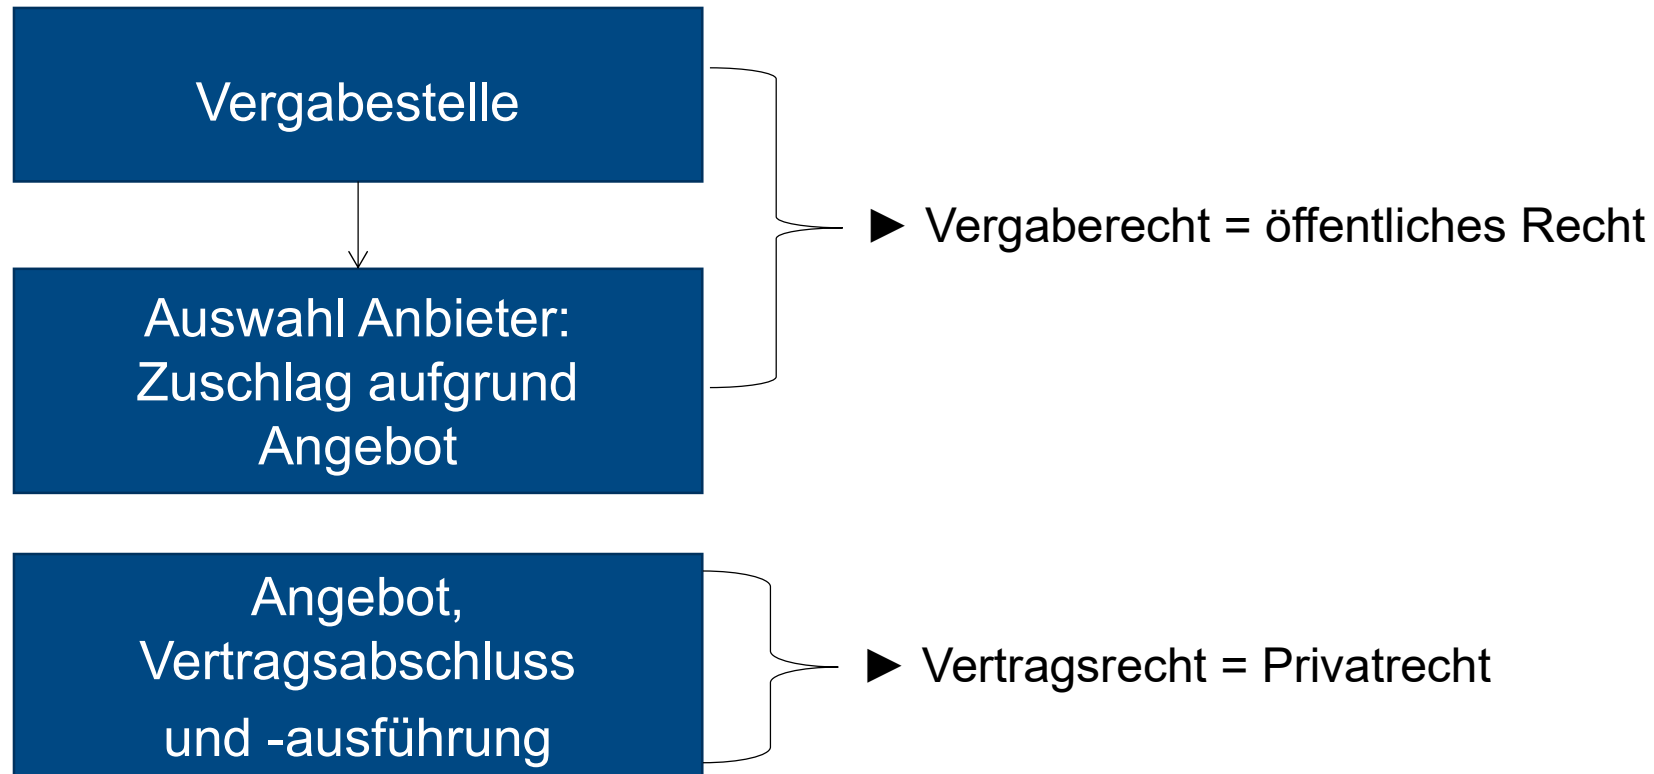 Vergabestelle
► Vergaberecht = öffentliches Recht
Auswahl Anbieter:
Zuschlag aufgrund
Angebot
Angebot,
Vertragsabschluss
und -ausführung
► Vertragsrecht = Privatrecht